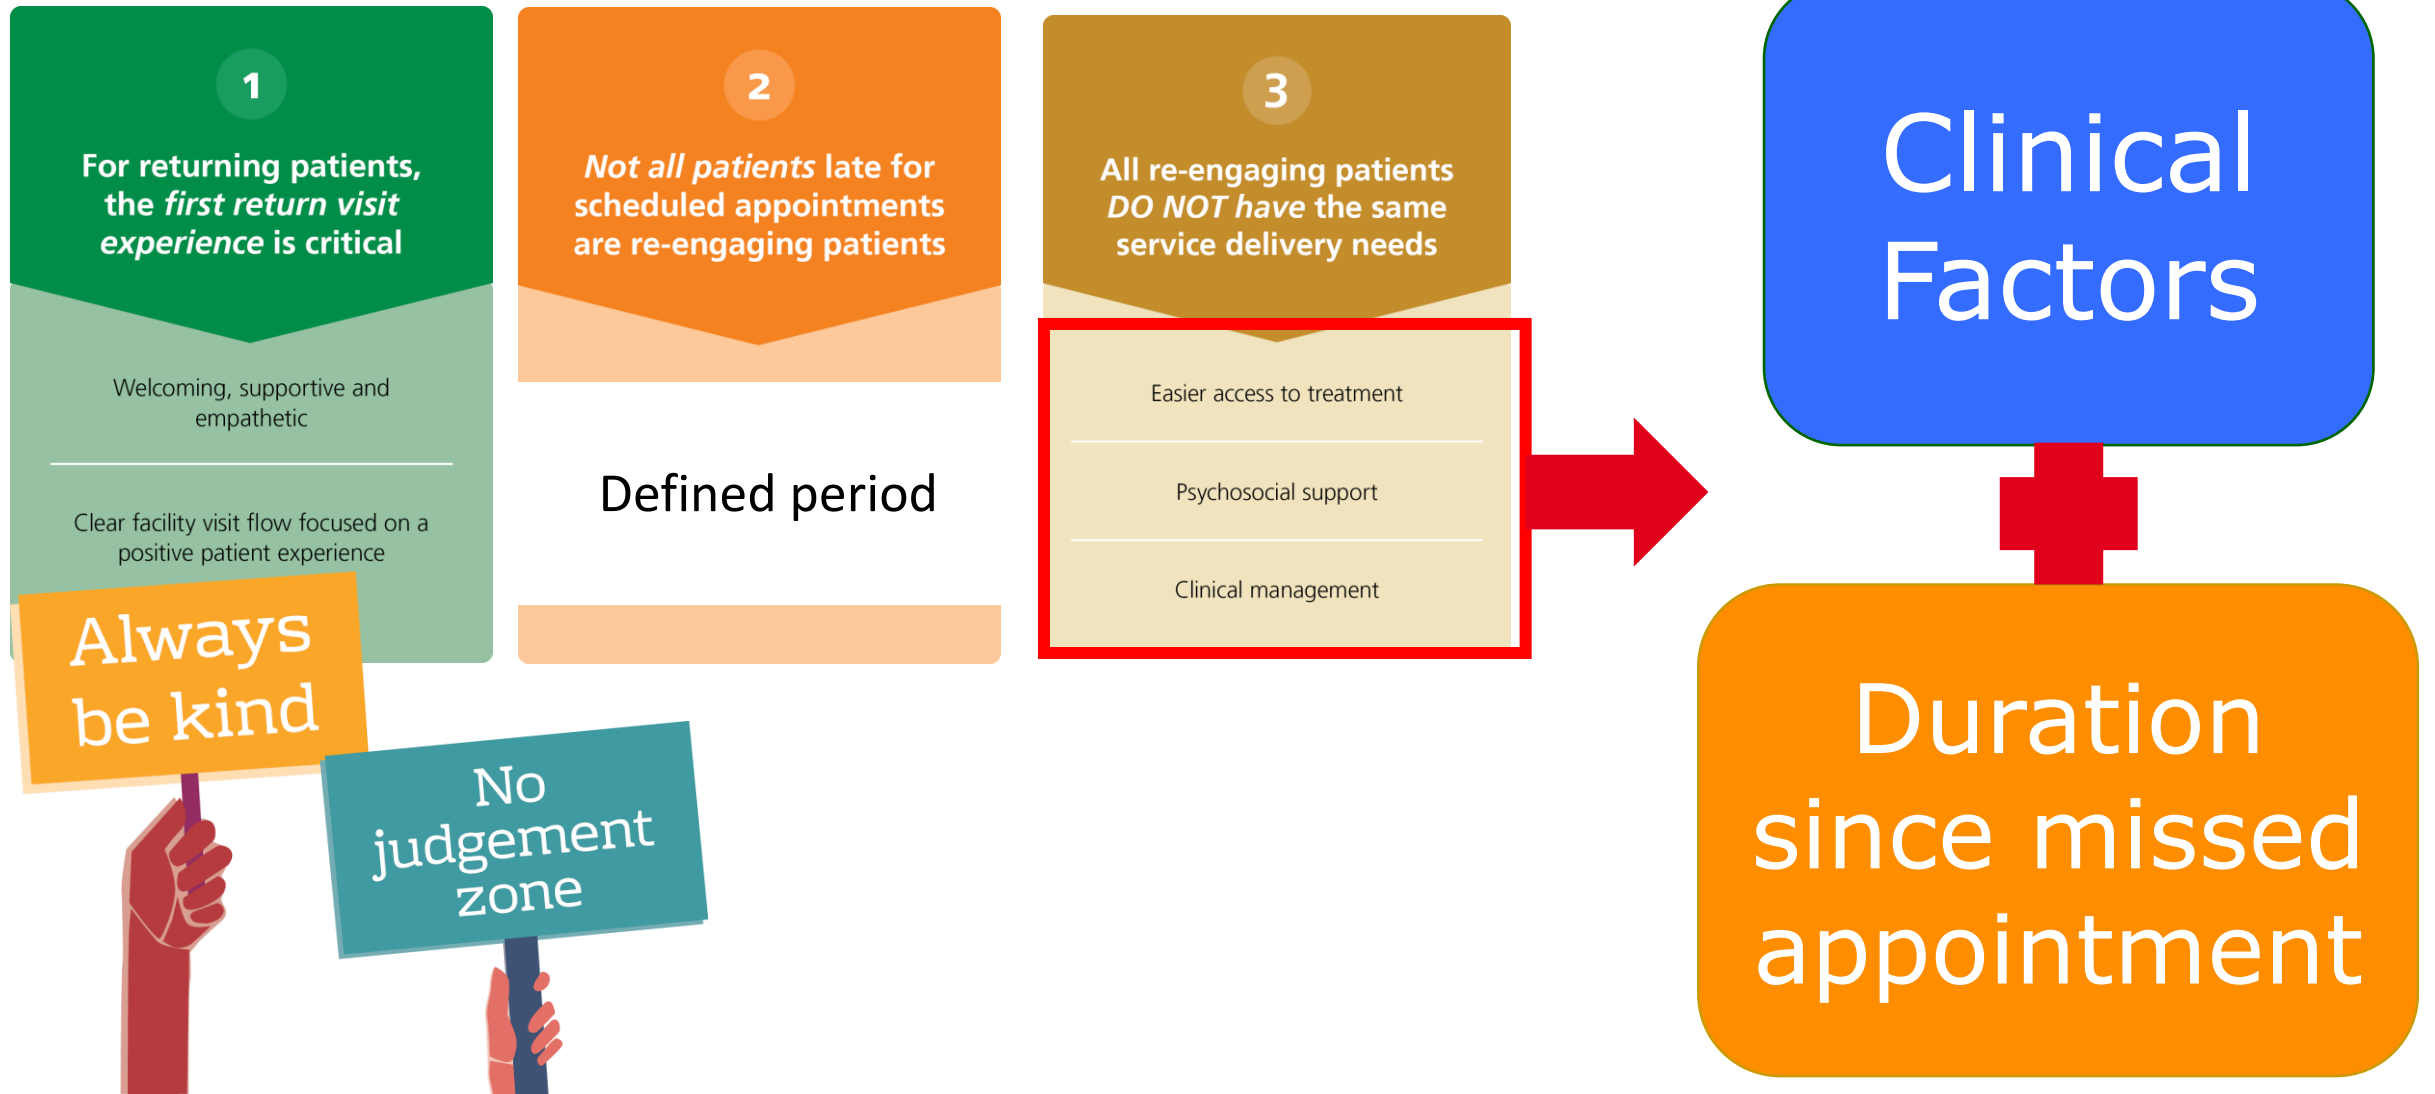 1
For returning patients,
the first return visit
experience is critical
Welcoming, supportive and
empathetic
Clear facility visit flow focused on a
positive patient experience
Always
be kind
No
judgement
zone
2
Not all patients late for
scheduled appointments
are re-engaging patients
Defined period
3
All re-engaging patients
DO NOT have the same
service delivery needs
Easier access to treatment
Psychosocial support
Clinical management
Clinical
Factors
Duration
since missed
appointment